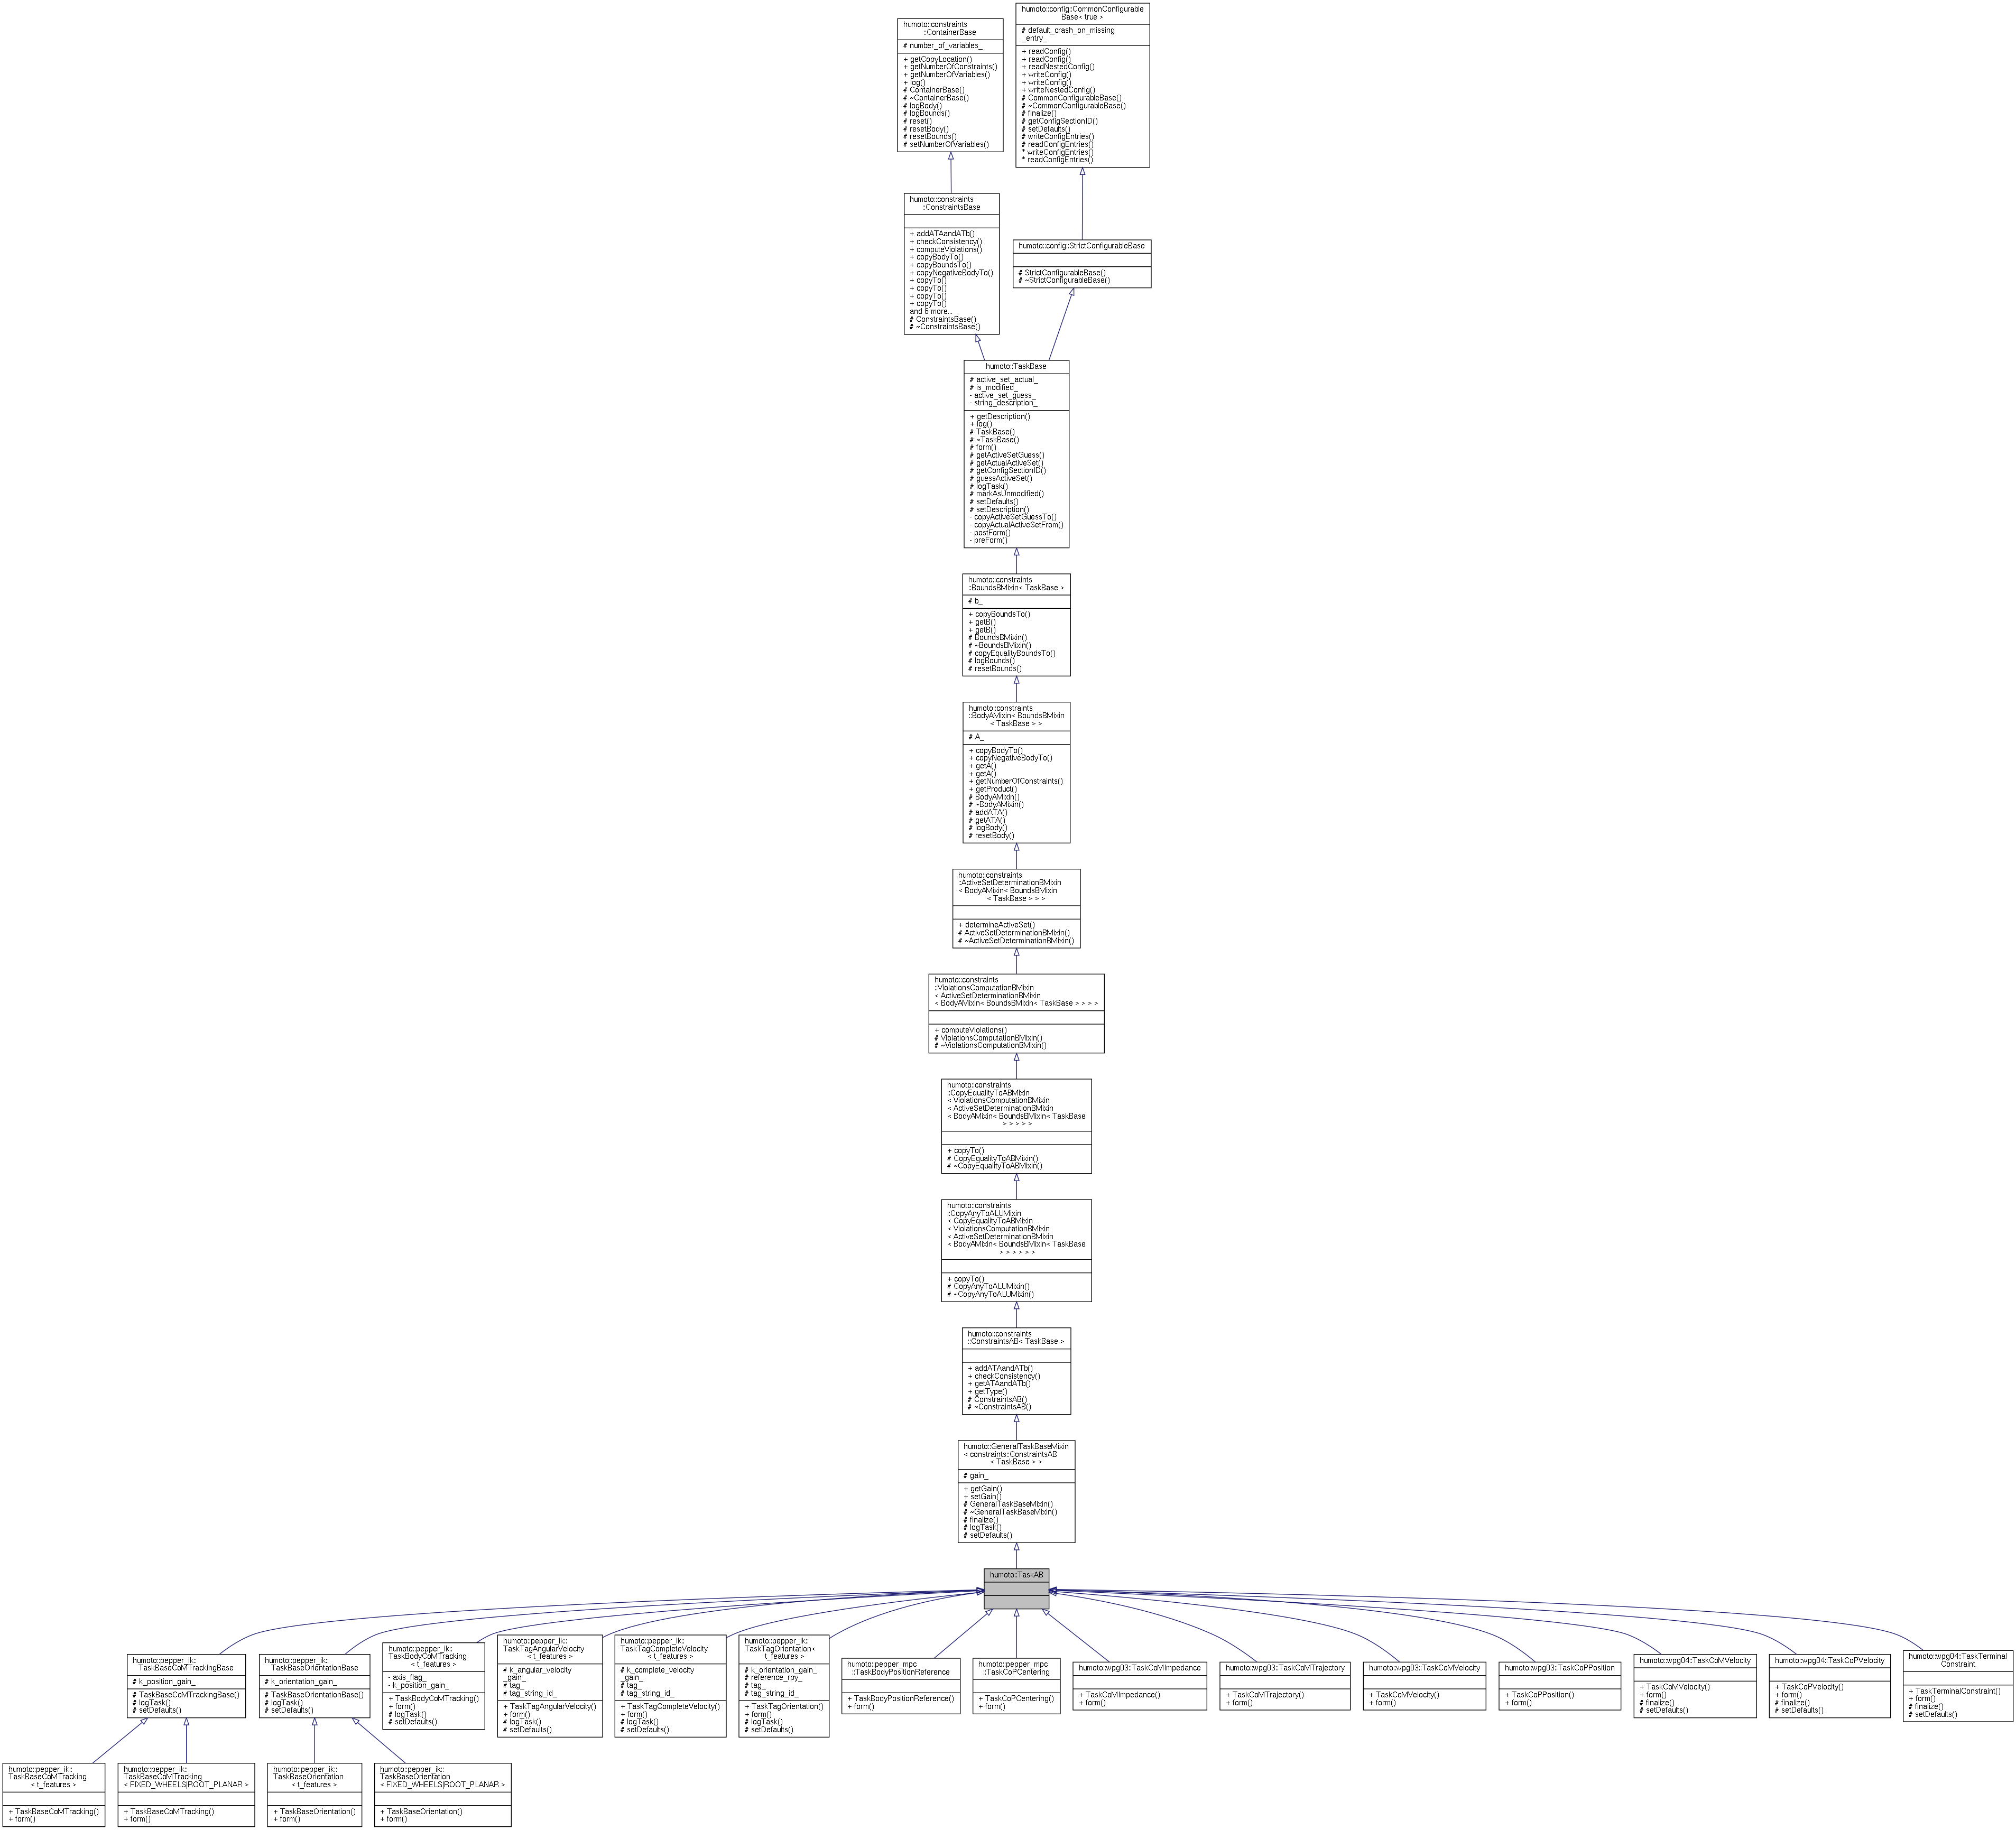 humoto::constraints
::ContainerBase
# number_of_variables_
+ getCopyLocation()
+ getNumberOfConstraints()
+ getNumberOfVariables()
+ log()
# ContainerBase()
# ~ContainerBase()
# logBody()
# logBounds()
# reset()
# resetBody()
# resetBounds()
# setNumberOfVariables()
humoto::config::CommonConfigurable
Base< true >
# default_crash_on_missing
_entry_
+ readConfig()
+ readConfig()
+ readNestedConfig()
+ writeConfig()
+ writeConfig()
+ writeNestedConfig()
# CommonConfigurableBase()
# ~CommonConfigurableBase()
# finalize()
# getConfigSectionID()
# setDefaults()
# writeConfigEntries()
# readConfigEntries()
* writeConfigEntries()
* readConfigEntries()
humoto::constraints
::ConstraintsBase
+ addATAandATb()
+ checkConsistency()
+ computeViolations()
+ copyBodyTo()
+ copyBoundsTo()
+ copyNegativeBodyTo()
+ copyTo()
+ copyTo()
+ copyTo()
+ copyTo()
and 6 more...
# ConstraintsBase()
# ~ConstraintsBase()
humoto::config::StrictConfigurableBase
# StrictConfigurableBase()
# ~StrictConfigurableBase()
humoto::TaskBase
# active_set_actual_
# is_modified_
- active_set_guess_
- string_description_
+ getDescription()
+ log()
# TaskBase()
# ~TaskBase()
# form()
# getActiveSetGuess()
# getActualActiveSet()
# getConfigSectionID()
# guessActiveSet()
# logTask()
# markAsUnmodified()
# setDefaults()
# setDescription()
- copyActiveSetGuessTo()
- copyActualActiveSetFrom()
- postForm()
- preForm()
humoto::constraints
::BoundsBMixin< TaskBase >
# b_
+ copyBoundsTo()
+ getB()
+ getB()
# BoundsBMixin()
# ~BoundsBMixin()
# copyEqualityBoundsTo()
# logBounds()
# resetBounds()
humoto::constraints
::BodyAMixin< BoundsBMixin
< TaskBase > >
# A_
+ copyBodyTo()
+ copyNegativeBodyTo()
+ getA()
+ getA()
+ getNumberOfConstraints()
+ getProduct()
# BodyAMixin()
# ~BodyAMixin()
# addATA()
# getATA()
# logBody()
# resetBody()
humoto::constraints
::ActiveSetDeterminationBMixin
< BodyAMixin< BoundsBMixin
< TaskBase > > >
+ determineActiveSet()
# ActiveSetDeterminationBMixin()
# ~ActiveSetDeterminationBMixin()
humoto::constraints
::ViolationsComputationBMixin
< ActiveSetDeterminationBMixin
< BodyAMixin< BoundsBMixin< TaskBase > > > >
+ computeViolations()
# ViolationsComputationBMixin()
# ~ViolationsComputationBMixin()
humoto::constraints
::CopyEqualityToABMixin
< ViolationsComputationBMixin
< ActiveSetDeterminationBMixin
< BodyAMixin< BoundsBMixin< TaskBase
> > > > >
+ copyTo()
# CopyEqualityToABMixin()
# ~CopyEqualityToABMixin()
humoto::constraints
::CopyAnyToALUMixin
< CopyEqualityToABMixin
< ViolationsComputationBMixin
< ActiveSetDeterminationBMixin
< BodyAMixin< BoundsBMixin< TaskBase
> > > > > >
+ copyTo()
# CopyAnyToALUMixin()
# ~CopyAnyToALUMixin()
humoto::constraints
::ConstraintsAB< TaskBase >
+ addATAandATb()
+ checkConsistency()
+ getATAandATb()
+ getType()
# ConstraintsAB()
# ~ConstraintsAB()
humoto::GeneralTaskBaseMixin
< constraints::ConstraintsAB
< TaskBase > >
# gain_
+ getGain()
+ setGain()
# GeneralTaskBaseMixin()
# ~GeneralTaskBaseMixin()
# finalize()
# logTask()
# setDefaults()
humoto::TaskAB
humoto::pepper_ik::
TaskBaseCoMTrackingBase
# k_position_gain_
# TaskBaseCoMTrackingBase()
# logTask()
# setDefaults()
humoto::pepper_ik::
TaskBaseOrientationBase
# k_orientation_gain_
# TaskBaseOrientationBase()
# logTask()
# setDefaults()
humoto::pepper_ik::
TaskBodyCoMTracking
< t_features >
- axis_flag_
- k_position_gain_
+ TaskBodyCoMTracking()
+ form()
# logTask()
# setDefaults()
humoto::pepper_ik::
TaskTagAngularVelocity
< t_features >
# k_angular_velocity
_gain_
# tag_
# tag_string_id_
+ TaskTagAngularVelocity()
+ form()
# logTask()
# setDefaults()
humoto::pepper_ik::
TaskTagCompleteVelocity
< t_features >
# k_complete_velocity
_gain_
# tag_
# tag_string_id_
+ TaskTagCompleteVelocity()
+ form()
# logTask()
# setDefaults()
humoto::pepper_ik::
TaskTagOrientation<
t_features >
# k_orientation_gain_
# reference_rpy_
# tag_
# tag_string_id_
+ TaskTagOrientation()
+ form()
# logTask()
# setDefaults()
humoto::pepper_mpc
::TaskBodyPositionReference
+ TaskBodyPositionReference()
+ form()
humoto::pepper_mpc
::TaskCoPCentering
+ TaskCoPCentering()
+ form()
humoto::wpg03::TaskCoMImpedance
+ TaskCoMImpedance()
+ form()
humoto::wpg03::TaskCoMTrajectory
+ TaskCoMTrajectory()
+ form()
humoto::wpg03::TaskCoMVelocity
+ TaskCoMVelocity()
+ form()
humoto::wpg03::TaskCoPPosition
+ TaskCoPPosition()
+ form()
humoto::wpg04::TaskCoMVelocity
+ TaskCoMVelocity()
+ form()
# finalize()
# setDefaults()
humoto::wpg04::TaskCoPVelocity
+ TaskCoPVelocity()
+ form()
# finalize()
# setDefaults()
humoto::wpg04::TaskTerminal
Constraint
+ TaskTerminalConstraint()
+ form()
# finalize()
# setDefaults()
humoto::pepper_ik::
TaskBaseCoMTracking
< t_features >
+ TaskBaseCoMTracking()
+ form()
humoto::pepper_ik::
TaskBaseCoMTracking
< FIXED_WHEELS|ROOT_PLANAR >
+ TaskBaseCoMTracking()
+ form()
humoto::pepper_ik::
TaskBaseOrientation
< t_features >
+ TaskBaseOrientation()
+ form()
humoto::pepper_ik::
TaskBaseOrientation
< FIXED_WHEELS|ROOT_PLANAR >
+ TaskBaseOrientation()
+ form()